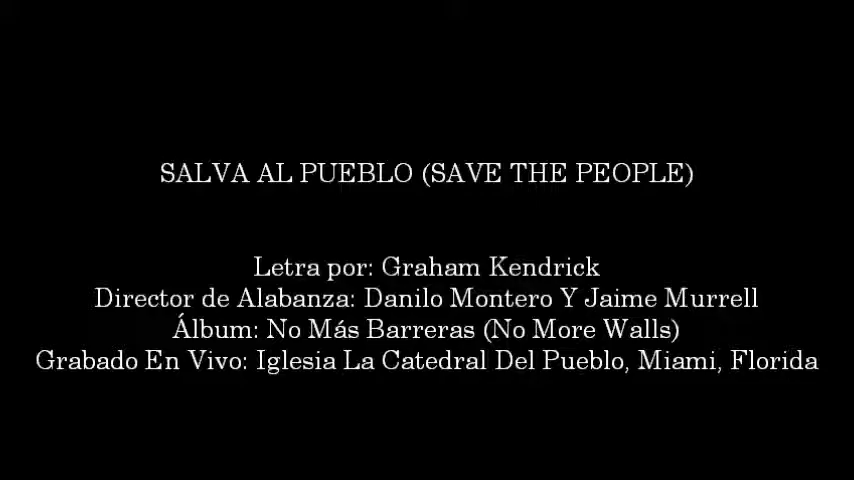 SALVA AL PUEBLO (SAVE THE PEOPLE)
Letra por: Graham Kendrick
Director de Alabanza: Danilo Montero Y Jaime Murrell
Álbum: No Más Barreras (No More Walls)
Grabado En Vivo: Iglesia La Catedral Del Pueblo, Miami, Florida